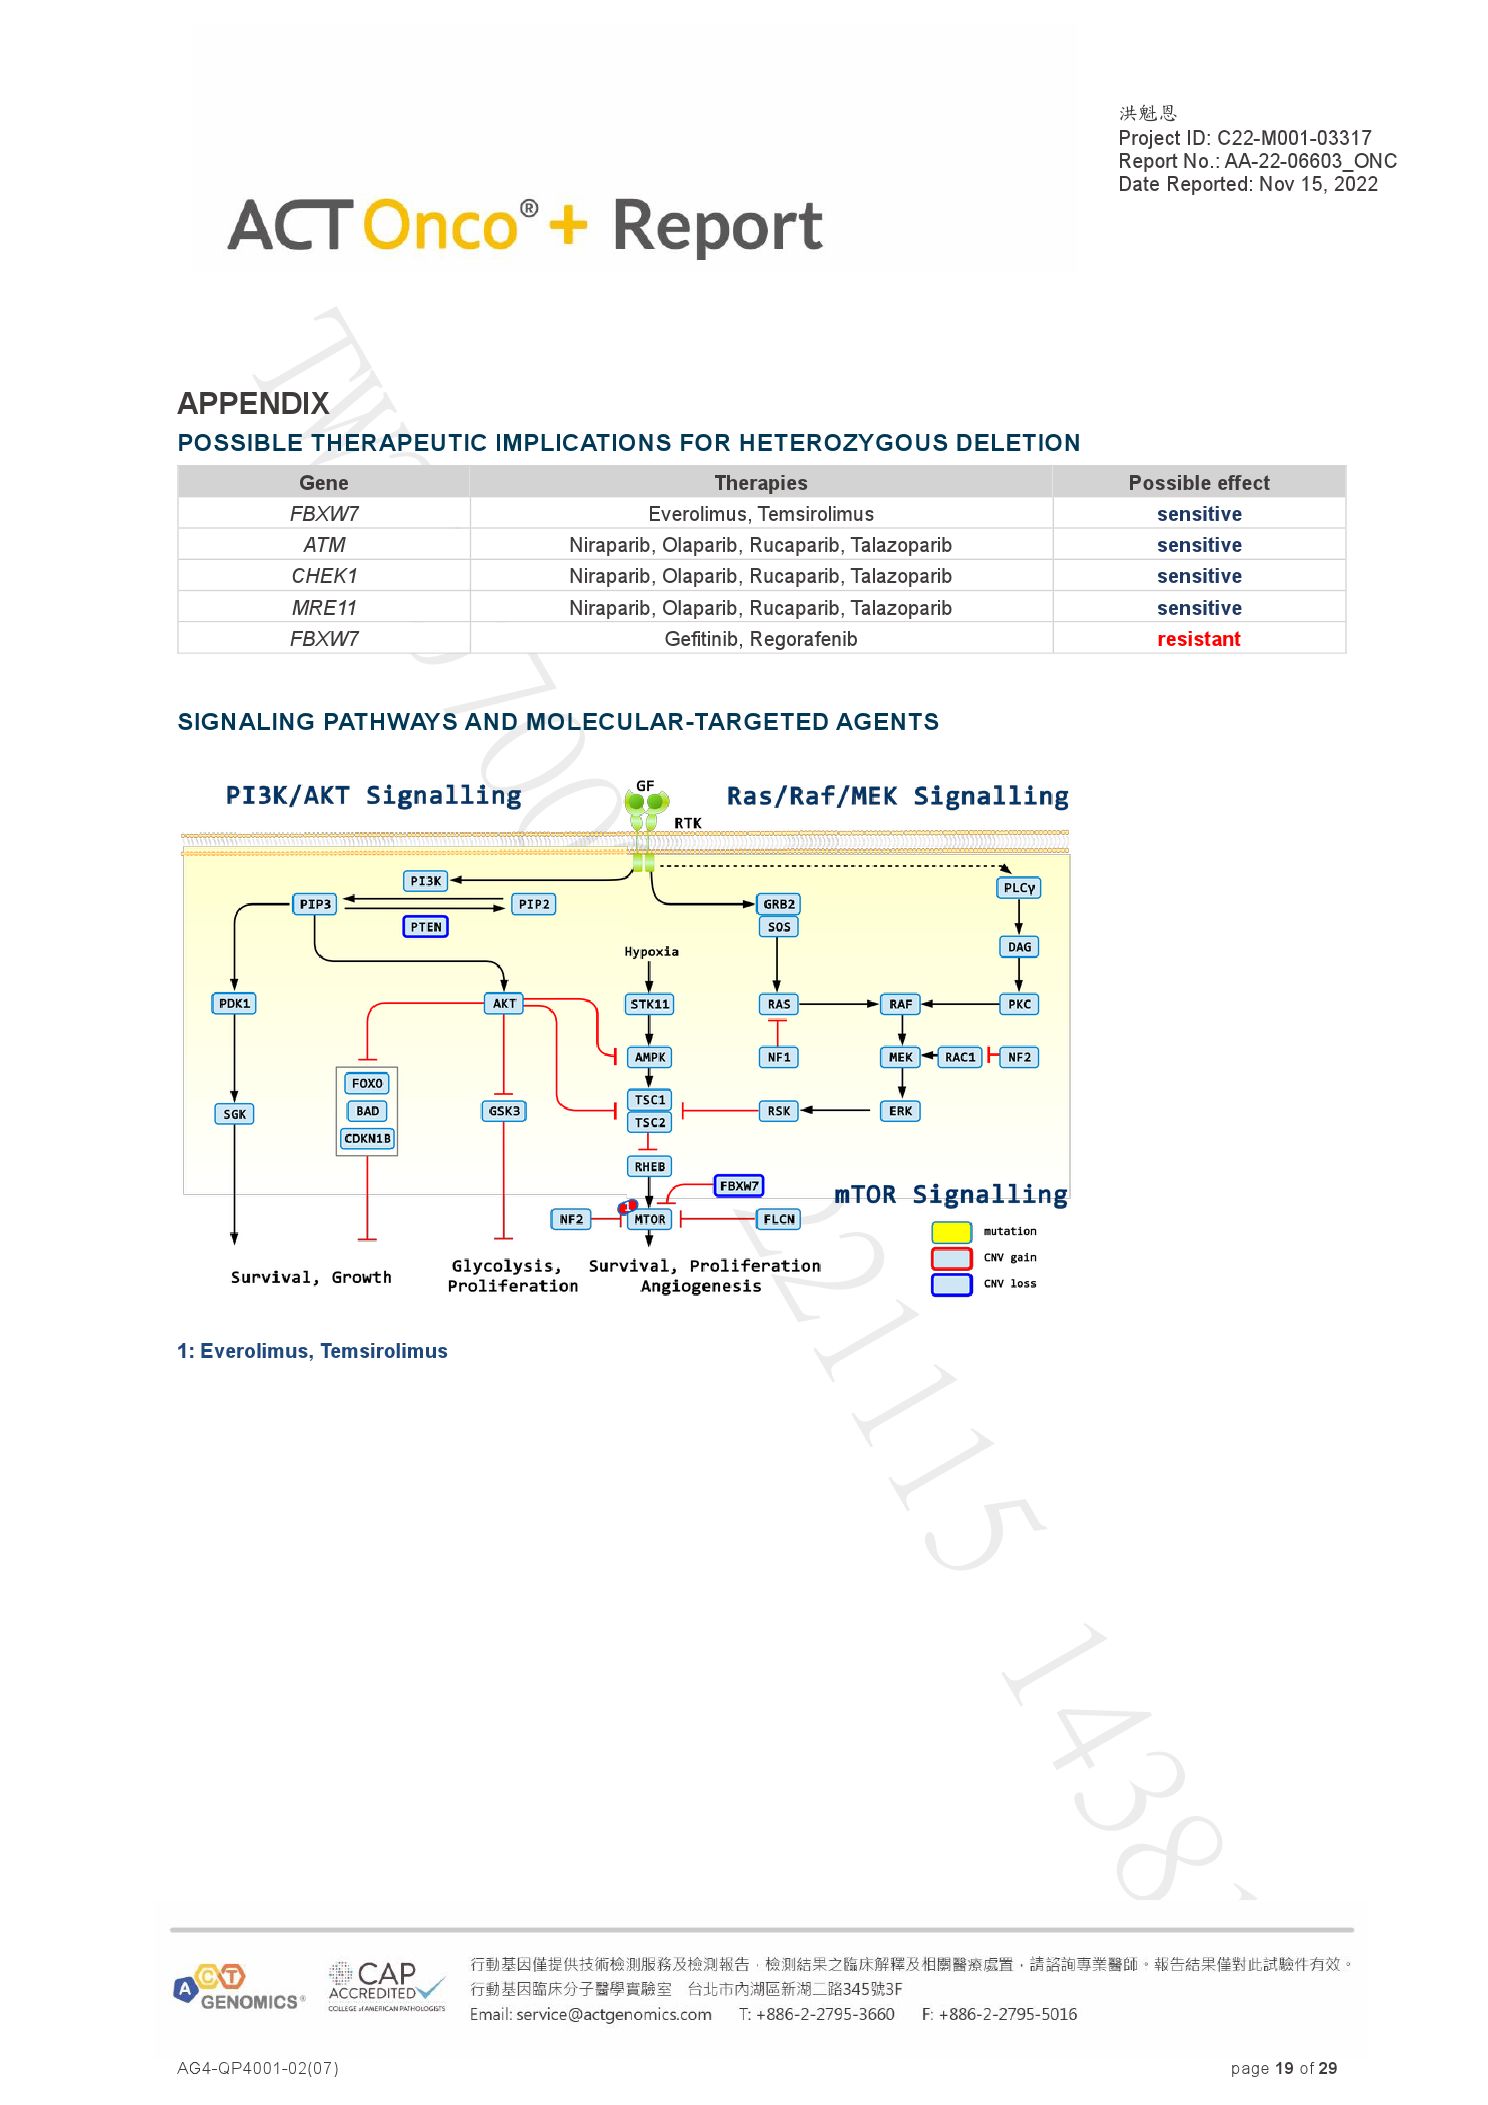 洪魁恩
Project ID: C22-M001-03317
Report No.: AA-22-06603_ONC
Date Reported: Nov 15, 2022
ACTOnco®+ Report
APPENDIX
POSSIBLE THERAPEUTIC IMPLICATIONS FOR HETEROZYGOUS DELETION
Gene Therapies Possible effect
FBXW7 Everolimus, Temsirolimus sensitive
ATM Niraparib, Olaparib, Rucaparib, Talazoparib sensitive
CHEK1 Niraparib, Olaparib, Rucaparib, Talazoparib sensitive
MRE11 Niraparib, Olaparib, Rucaparib, Talazoparib sensitive
FBXW7 Gefitinib, Regorafenib resistant
SIGNALING PATHWAYS AND MOLECULAR-TARGETED AGENTS
PI3K/AKT Signalling GF Ras/Raf/MEK Signalling
RTK
PI3K PLCγ
PIP3 PIP2 GRB2
PTEN SOS
Hypoxia DAG
PDK1 AKT STK11 RAS RAF PKC
AMPK NF1 MEK RAC1 NF2
FOXO
BAD
CDKN1B
SGK GSK3 TSC1 RSK ERK
TSC2
RHEB
FBXW7
mTOR Signalling
1
NF2 MTOR FLCN
mutation
CNV gain
CNV loss
Survival, Growth
Glycolysis,
Proliferation
Survival, Proliferation
Angiogenesis
1: Everolimus, Temsirolimus
ACT
GENOMICS®
CAP
ACCREDITED
COLLEGE of AMERICAN PATHOLOGISTS
行動基因僅提供技術檢測服務及檢測報告，檢測結果之臨床解釋及相關醫療處置，請諮詢專業醫師。報告結果僅對此試驗件有效。
行動基因臨床分子醫學實驗室 台北市內湖區新湖二路345號3F
Email: service@actgenomics.com T: +886-2-2795-3660 F: +886-2-2795-5016
AG4-QP4001-02(07) page 19 of 29